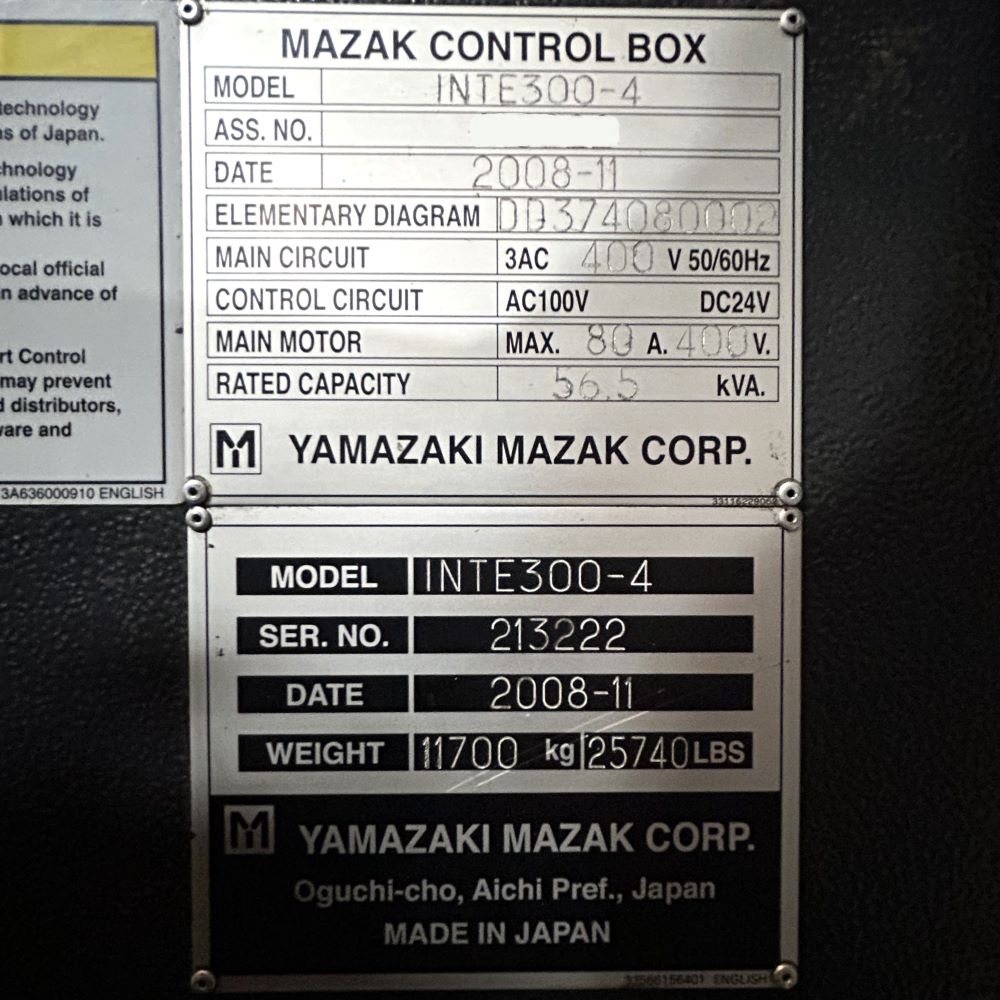 technology
ns of Japan.
chnology
ulations of
which it is
ocal official
n advance of
rt Control
may prevent
d distributors,
ware and
3A636000910 ENGLISH
MAZAK CONTROL BOX
MODEL INTE300-4
ASS. NO.
DATE 2008-11
ELEMENTARY DIAGRAM DD374080002
MAIN CIRCUIT 3AC 400 V 50/60Hz
CONTROL CIRCUIT AC100V DC24V
MAIN MOTOR MAX. 80 A. 400 V.
RATED CAPACITY 56.5 kVA.
YAMAZAKI MAZAK CORP.
MODEL INTE300-4
SER. NO. 213222
DATE 2008-11
WEIGHT 11700 kg 25740 LBS
YAMAZAKI MAZAK CORP.
Oguchi-cho, Aichi Pref., Japan
MADE IN JAPAN
ENGLISH